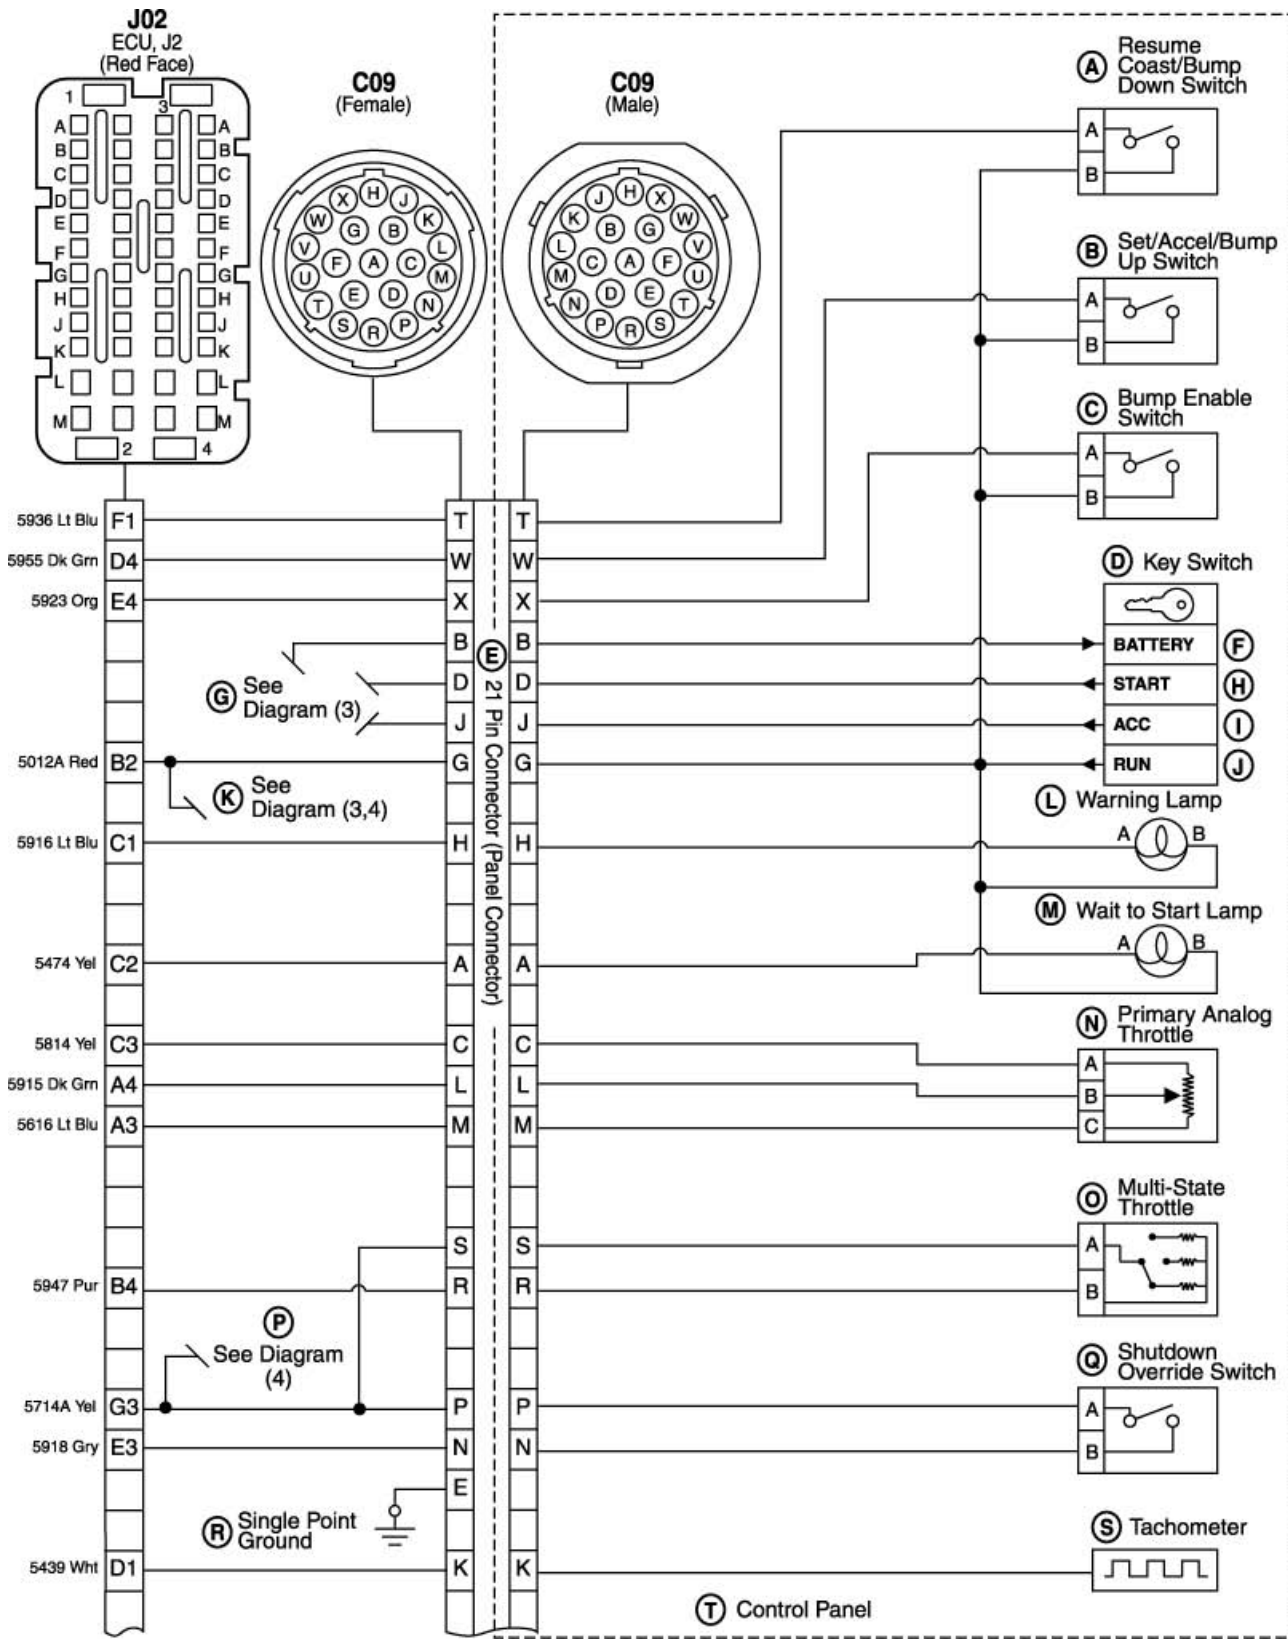 J02
ECU, J2
(Red Face)
1
3
A A
B B
C C
D D
E E
F F
G G
H H
J J
K K
L L
M M
2 4
C09
(Female)
X H J
W K
G B
V L
F A C
U M
E D
T N
S R P
C09
(Male)
J H X
K W
B G
L V
C A F
M U
D E
N T
P R S
5936 Lt Blu F1 T T
5955 Dk Grn D4 W W
5923 Org E4 X X
B B
D D
J J
G See
Diagram (3)
5012A Red B2 G G
K See
Diagram (3,4)
5916 Lt Blu C1 H H
5474 Yel C2 A A
5814 Yel C3 C C
5915 Dk Grn A4 L L
5616 Lt Blu A3 M M
S S
5947 Pur B4 R R
P
See Diagram
(4)
5714A Yel G3 P P
5918 Gry E3 N N
E
R Single Point
Ground
5439 Wht D1 K K
E 21 Pin Connector (Panel Connector)
A Resume
Coast/Bump
Down Switch
A
B
B Set/Accel/Bump
Up Switch
A
B
C Bump Enable
Switch
A
B
D Key Switch
BATTERY F
START H
ACC I
RUN J
L Warning Lamp
A B
M Wait to Start Lamp
A B
N Primary Analog
Throttle
A
B
C
O Multi-State
Throttle
A
B
Q Shutdown
Override Switch
A
B
S Tachometer
T Control Panel